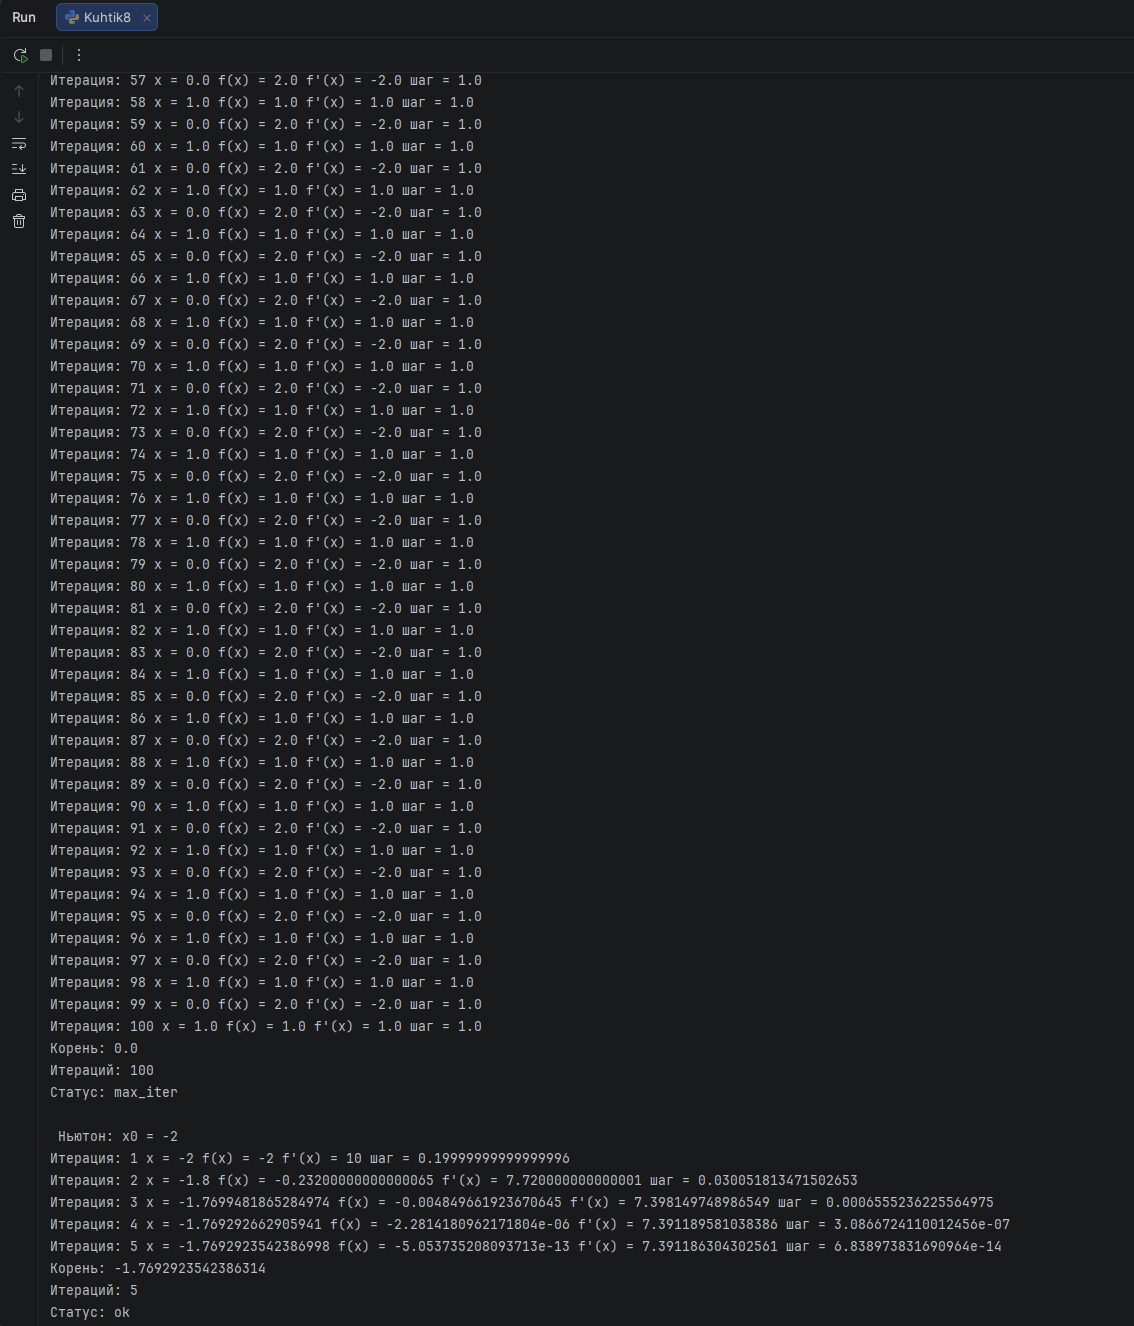 Run Kuhtik8
Итерация: 57 x = 0.0 f(x) = 2.0 f'(x) = -2.0 шаг = 1.0
Итерация: 58 x = 1.0 f(x) = 1.0 f'(x) = 1.0 шаг = 1.0
Итерация: 59 x = 0.0 f(x) = 2.0 f'(x) = -2.0 шаг = 1.0
Итерация: 60 x = 1.0 f(x) = 1.0 f'(x) = 1.0 шаг = 1.0
Итерация: 61 x = 0.0 f(x) = 2.0 f'(x) = -2.0 шаг = 1.0
Итерация: 62 x = 1.0 f(x) = 1.0 f'(x) = 1.0 шаг = 1.0
Итерация: 63 x = 0.0 f(x) = 2.0 f'(x) = -2.0 шаг = 1.0
Итерация: 64 x = 1.0 f(x) = 1.0 f'(x) = 1.0 шаг = 1.0
Итерация: 65 x = 0.0 f(x) = 2.0 f'(x) = -2.0 шаг = 1.0
Итерация: 66 x = 1.0 f(x) = 1.0 f'(x) = 1.0 шаг = 1.0
Итерация: 67 x = 0.0 f(x) = 2.0 f'(x) = -2.0 шаг = 1.0
Итерация: 68 x = 1.0 f(x) = 1.0 f'(x) = 1.0 шаг = 1.0
Итерация: 69 x = 0.0 f(x) = 2.0 f'(x) = -2.0 шаг = 1.0
Итерация: 70 x = 1.0 f(x) = 1.0 f'(x) = 1.0 шаг = 1.0
Итерация: 71 x = 0.0 f(x) = 2.0 f'(x) = -2.0 шаг = 1.0
Итерация: 72 x = 1.0 f(x) = 1.0 f'(x) = 1.0 шаг = 1.0
Итерация: 73 x = 0.0 f(x) = 2.0 f'(x) = -2.0 шаг = 1.0
Итерация: 74 x = 1.0 f(x) = 1.0 f'(x) = 1.0 шаг = 1.0
Итерация: 75 x = 0.0 f(x) = 2.0 f'(x) = -2.0 шаг = 1.0
Итерация: 76 x = 1.0 f(x) = 1.0 f'(x) = 1.0 шаг = 1.0
Итерация: 77 x = 0.0 f(x) = 2.0 f'(x) = -2.0 шаг = 1.0
Итерация: 78 x = 1.0 f(x) = 1.0 f'(x) = 1.0 шаг = 1.0
Итерация: 79 x = 0.0 f(x) = 2.0 f'(x) = -2.0 шаг = 1.0
Итерация: 80 x = 1.0 f(x) = 1.0 f'(x) = 1.0 шаг = 1.0
Итерация: 81 x = 0.0 f(x) = 2.0 f'(x) = -2.0 шаг = 1.0
Итерация: 82 x = 1.0 f(x) = 1.0 f'(x) = 1.0 шаг = 1.0
Итерация: 83 x = 0.0 f(x) = 2.0 f'(x) = -2.0 шаг = 1.0
Итерация: 84 x = 1.0 f(x) = 1.0 f'(x) = 1.0 шаг = 1.0
Итерация: 85 x = 0.0 f(x) = 2.0 f'(x) = -2.0 шаг = 1.0
Итерация: 86 x = 1.0 f(x) = 1.0 f'(x) = 1.0 шаг = 1.0
Итерация: 87 x = 0.0 f(x) = 2.0 f'(x) = -2.0 шаг = 1.0
Итерация: 88 x = 1.0 f(x) = 1.0 f'(x) = 1.0 шаг = 1.0
Итерация: 89 x = 0.0 f(x) = 2.0 f'(x) = -2.0 шаг = 1.0
Итерация: 90 x = 1.0 f(x) = 1.0 f'(x) = 1.0 шаг = 1.0
Итерация: 91 x = 0.0 f(x) = 2.0 f'(x) = -2.0 шаг = 1.0
Итерация: 92 x = 1.0 f(x) = 1.0 f'(x) = 1.0 шаг = 1.0
Итерация: 93 x = 0.0 f(x) = 2.0 f'(x) = -2.0 шаг = 1.0
Итерация: 94 x = 1.0 f(x) = 1.0 f'(x) = 1.0 шаг = 1.0
Итерация: 95 x = 0.0 f(x) = 2.0 f'(x) = -2.0 шаг = 1.0
Итерация: 96 x = 1.0 f(x) = 1.0 f'(x) = 1.0 шаг = 1.0
Итерация: 97 x = 0.0 f(x) = 2.0 f'(x) = -2.0 шаг = 1.0
Итерация: 98 x = 1.0 f(x) = 1.0 f'(x) = 1.0 шаг = 1.0
Итерация: 99 x = 0.0 f(x) = 2.0 f'(x) = -2.0 шаг = 1.0
Итерация: 100 x = 1.0 f(x) = 1.0 f'(x) = 1.0 шаг = 1.0
Корень: 0.0
Итераций: 100
Статус: max_iter
Ньютон: x0 = -2
Итерация: 1 x = -2 f(x) = -2 f'(x) = 10 шаг = 0.19999999999999996
Итерация: 2 x = -1.8 f(x) = -0.23200000000000065 f'(x) = 7.720000000000001 шаг = 0.030051813471502653
Итерация: 3 x = -1.7699481865284974 f(x) = -0.004849661923670645 f'(x) = 7.398149748986549 шаг = 0.0006555236225564975
Итерация: 4 x = -1.769292662905941 f(x) = -2.2814180962171804e-06 f'(x) = 7.391189581038386 шаг = 3.0866724110012456e-07
Итерация: 5 x = -1.7692923542386998 f(x) = -5.053735208093713e-13 f'(x) = 7.391186304302561 шаг = 6.838973831690964e-14
Корень: -1.7692923542386314
Итераций: 5
Статус: ok